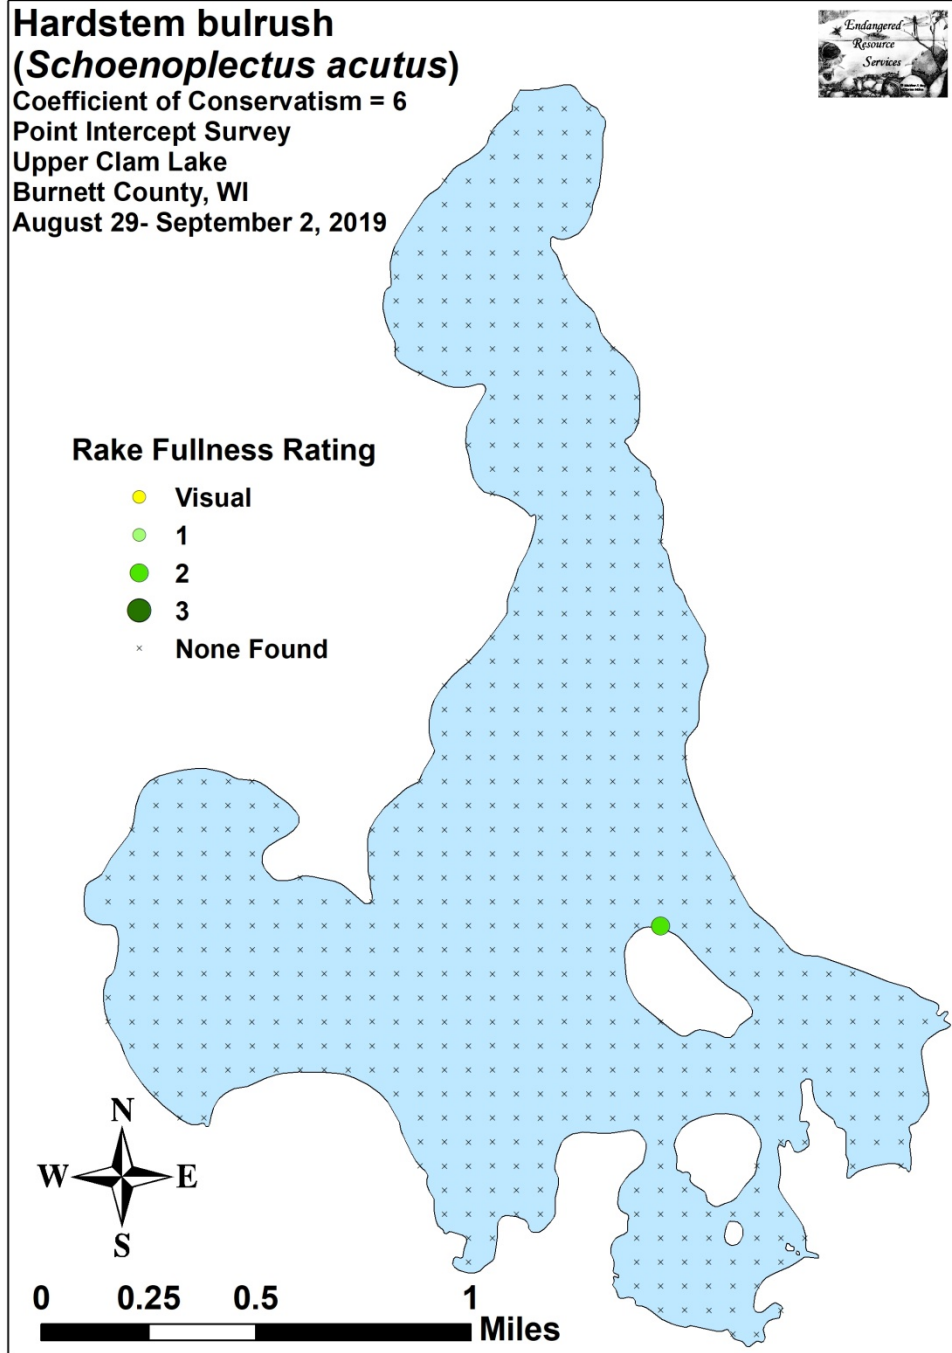 Hardstem bulrush
(Schoenoplectus acutus)
Coefficient of Conservatism = 6
Point Intercept Survey
Upper Clam Lake
Burnett County, WI
August 29- September 2, 2019
Endangered
Resource
Services
Rake Fullness Rating
Visual
1
2
3
None Found
N
W E
S
0 0.25 0.5 1
Miles